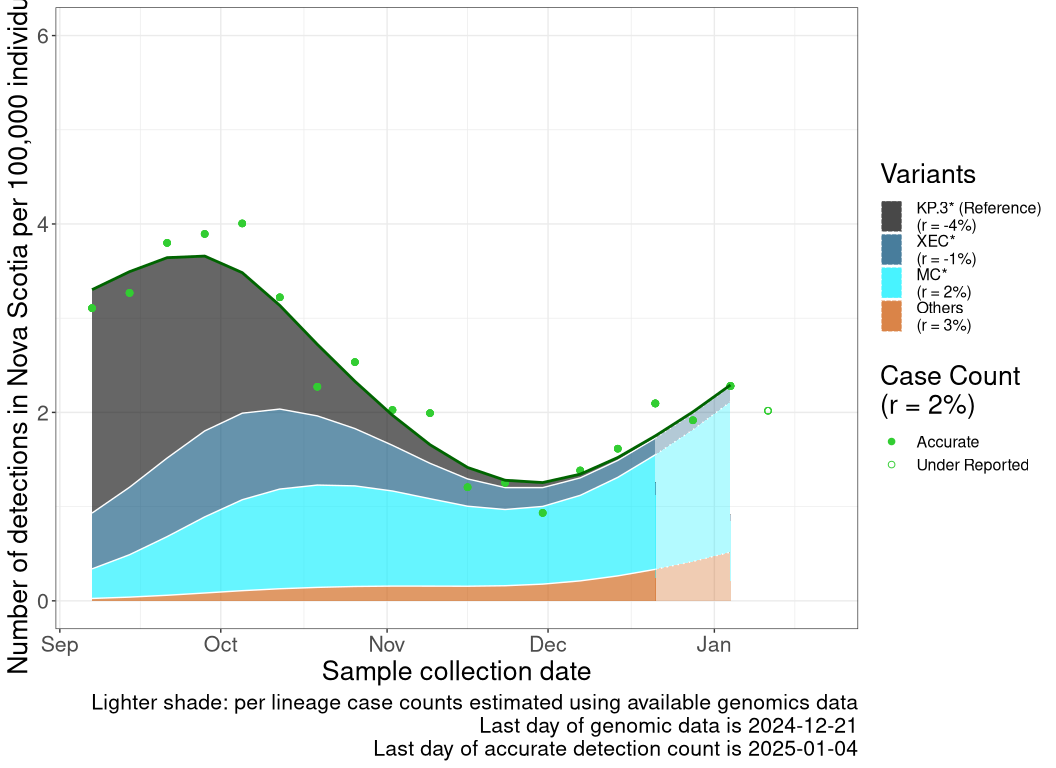 Number of detections in Nova Scotia per 100,000 individu
6
4
2
0
Sep Oct Nov Dec Jan
Sample collection date
Variants
KP.3* (Reference)
(r = -4%)
XEC*
(r = -1%)
MC*
(r = 2%)
Others
(r = 3%)
Case Count
(r = 2%)
Accurate
Under Reported
Lighter shade: per lineage case counts estimated using available genomics data
Last day of genomic data is 2024-12-21
Last day of accurate detection count is 2025-01-04